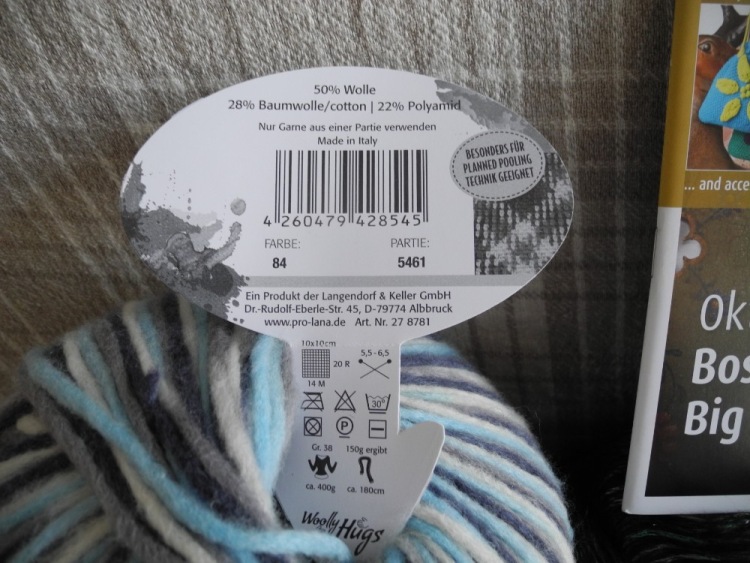 50% Wolle
28% Baumwolle/cotton | 22% Polyamid
Nur Garne aus einer Partie verwenden
Made in Italy
BESONDERS FÜR
PLANNED POOLING
TECHNIK GEEIGNET
4 260479 428545
FARBE: PARTIE:
84 5461
Ein Produkt der Langendorf & Keller GmbH
Dr.-Rudolf-Eberle-Str. 45, D-79774 Albbruck
www.pro-lana.de Art. Nr. 27 8781
10x10cm
20 R
14 M
5,5 - 6,5
30°
P
Gr. 38 150g ergibt
ca. 400g ca. 180cm
Woolly
Hugs
... and acce
Ok
Bos
Big